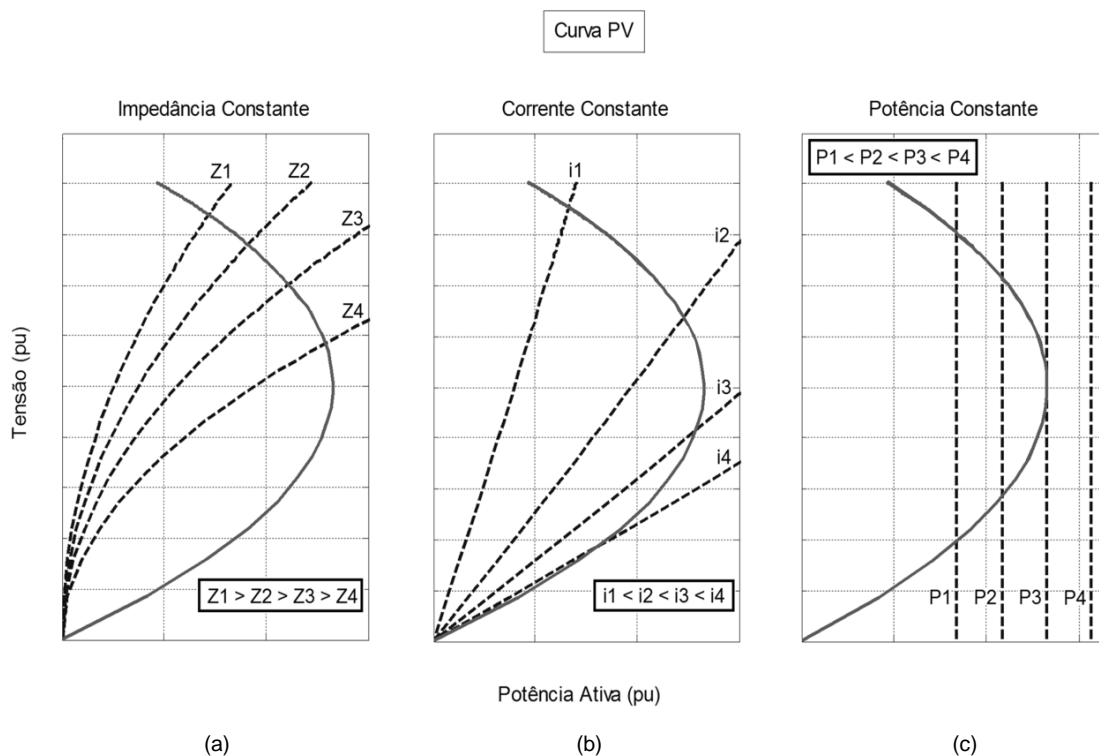 Curva PV
Impedância Constante
Corrente Constante
Potência Constante
Z1
Z2
Z3
Z4
Z1 > Z2 > Z3 > Z4
i1
i2
i3
i4
i1 < i2 < i3 < i4
P1 < P2 < P3 < P4
P1
P2
P3
P4
Tensão (pu)
Potência Ativa (pu)
(a)
(b)
(c)